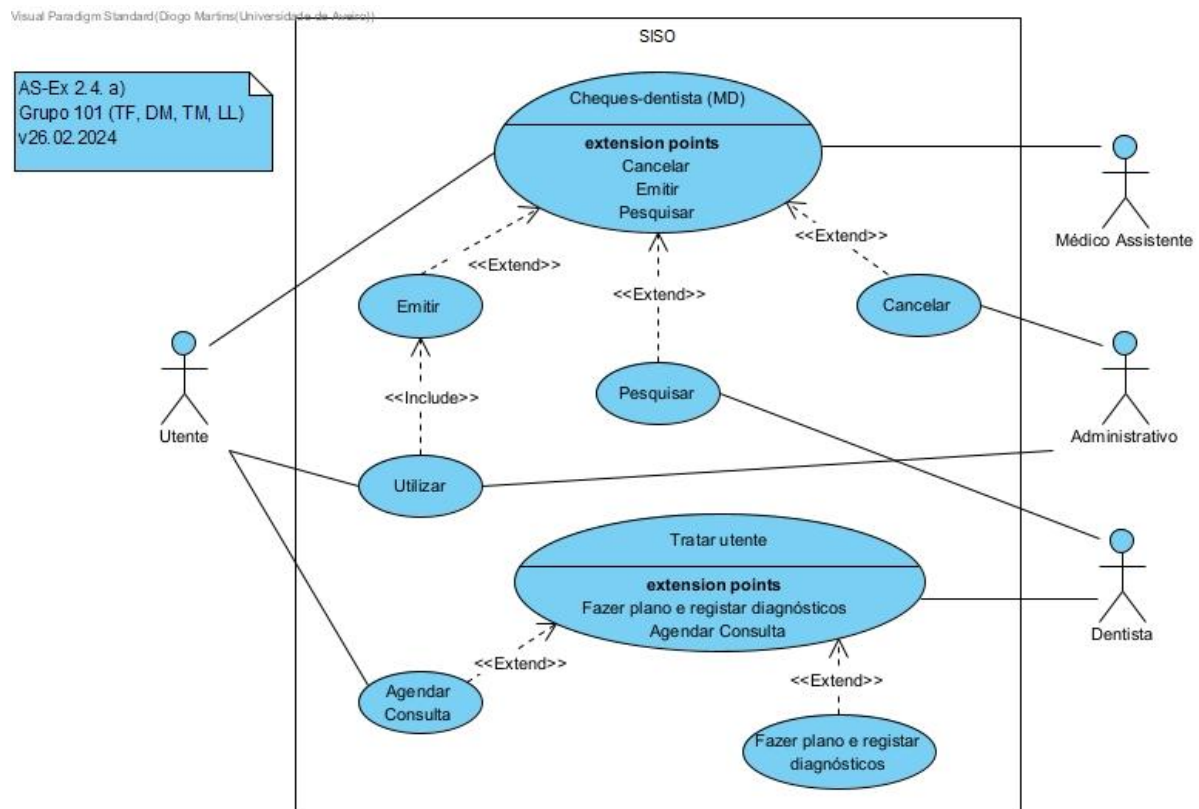 Visual Paradigm Standard(Diogo Martins(Universidade de Aveiro))
SISO
AS-Ex 2.4. a)
Grupo 101 (TF, DM, TM, LL)
v26.02.2024
Cheques-dentista (MD)
extension points
Cancelar
Emitir
Pesquisar
Médico Assistente
<<Extend>>
<<Extend>>
<<Extend>>
Emitir
Cancelar
Pesquisar
<<Include>>
Utente
Administrativo
Utilizar
Tratar utente
extension points
Fazer plano e registar diagnósticos
Agendar Consulta
Dentista
<<Extend>>
<<Extend>>
Agendar
Consulta
Fazer plano e registar
diagnósticos